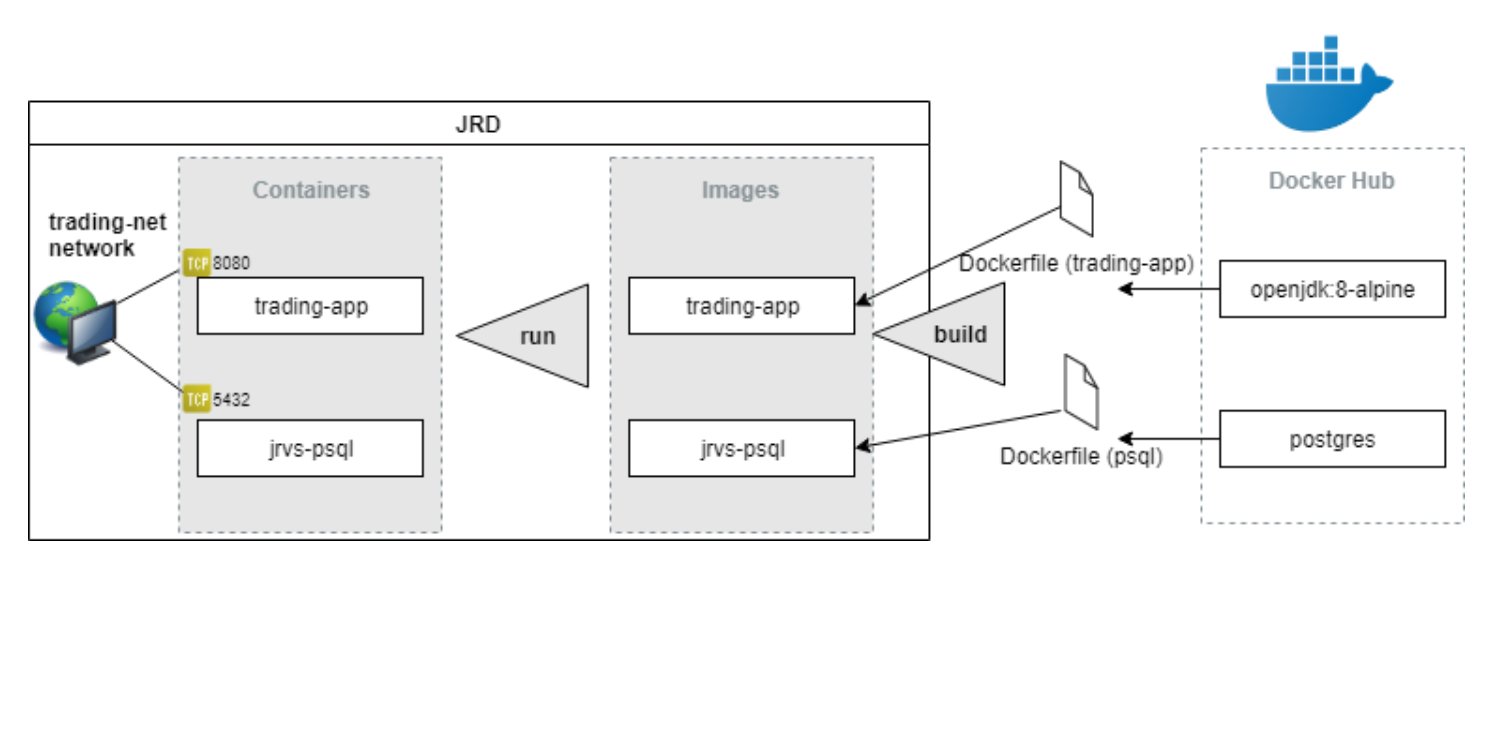 JRD
Containers
Images
Docker Hub
trading-net
network
TCP 8080
trading-app
run
trading-app
build
Dockerfile (trading-app)
openjdk:8-alpine
TCP 5432
jrvs-psql
jrvs-psql
Dockerfile (psql)
postgres